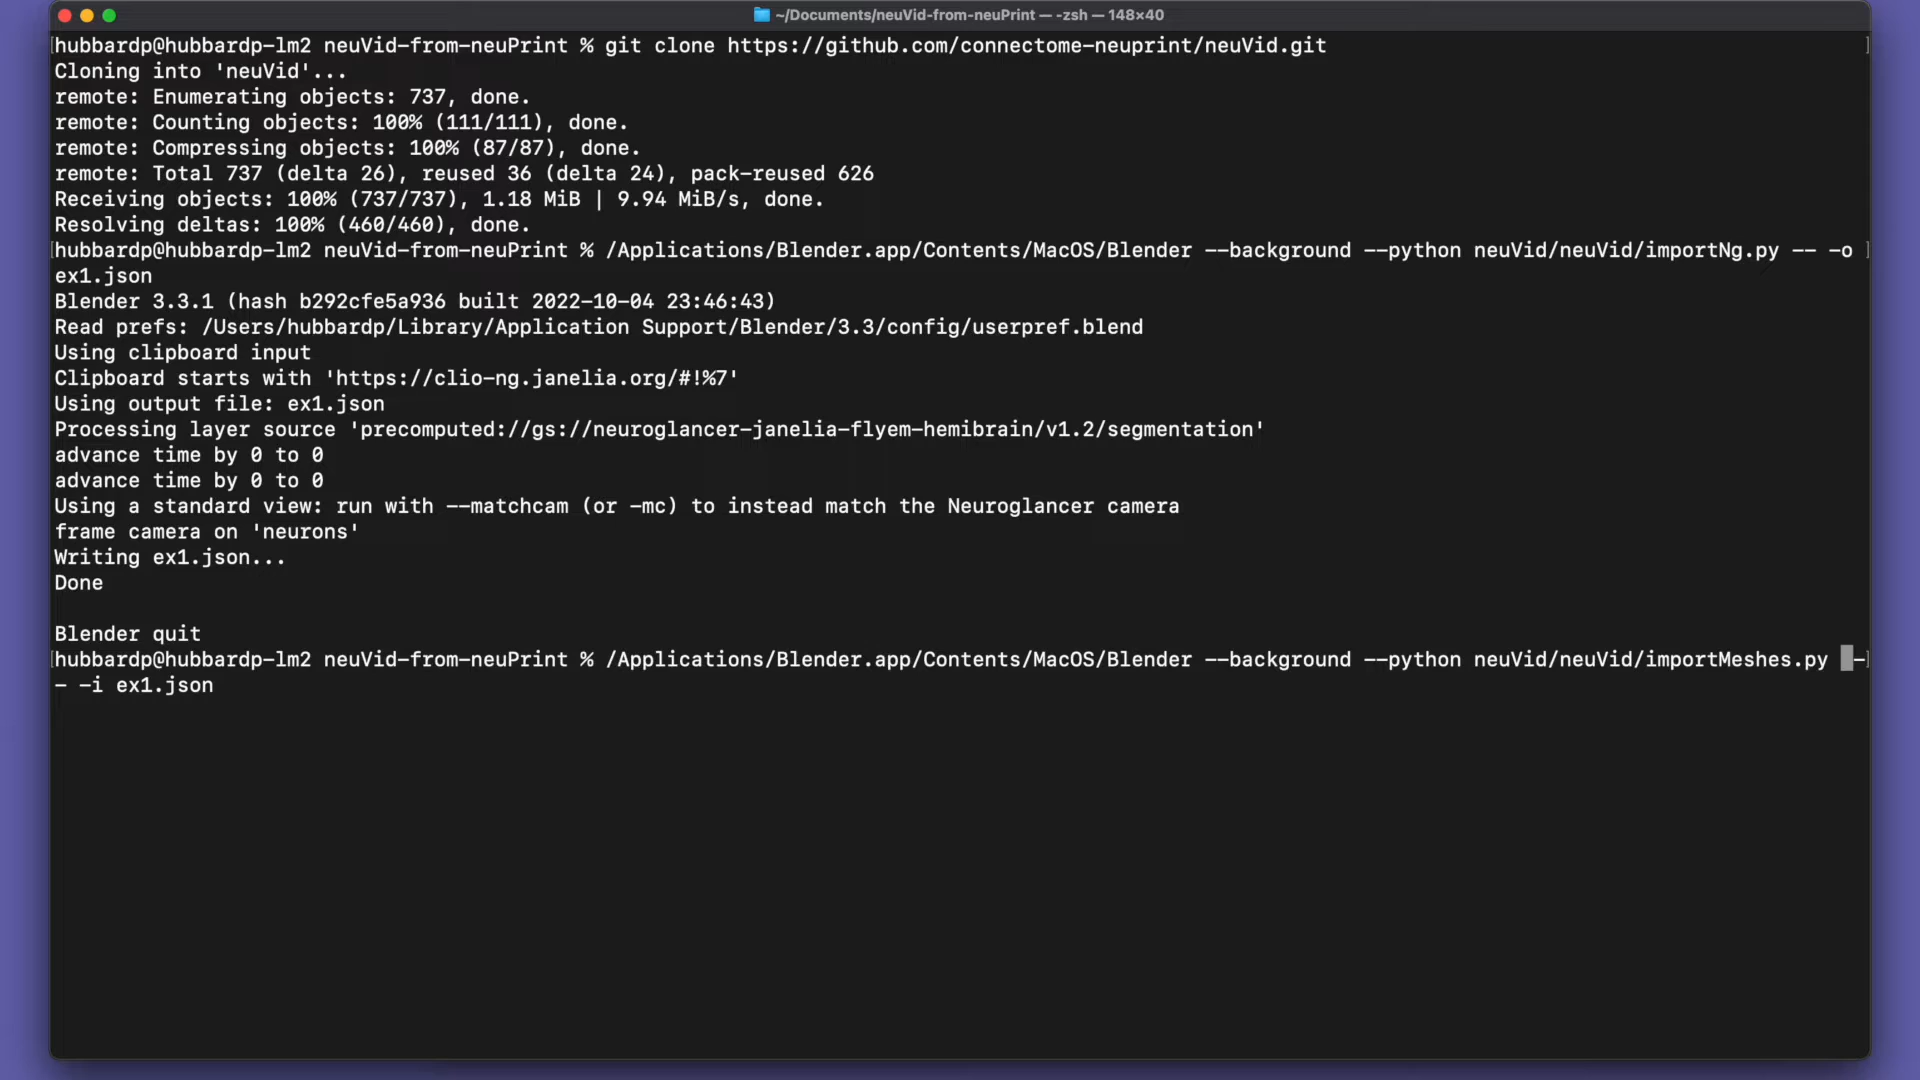 ~/Documents/neuVid-from-neuPrint — -zsh — 148×40
[hubbardp@hubbardp-lm2 neuVid-from-neuPrint % git clone https://github.com/connectome-neuprint/neuVid.git ]
Cloning into 'neuVid'...
remote: Enumerating objects: 737, done.
remote: Counting objects: 100% (111/111), done.
remote: Compressing objects: 100% (87/87), done.
remote: Total 737 (delta 26), reused 36 (delta 24), pack-reused 626
Receiving objects: 100% (737/737), 1.18 MiB | 9.94 MiB/s, done.
Resolving deltas: 100% (460/460), done.
[hubbardp@hubbardp-lm2 neuVid-from-neuPrint % /Applications/Blender.app/Contents/MacOS/Blender --background --python neuVid/neuVid/importNg.py -- -o ]
ex1.json
Blender 3.3.1 (hash b292cfe5a936 built 2022-10-04 23:46:43)
Read prefs: /Users/hubbardp/Library/Application Support/Blender/3.3/config/userpref.blend
Using clipboard input
Clipboard starts with 'https://clio-ng.janelia.org/#!%7'
Using output file: ex1.json
Processing layer source 'precomputed://gs://neuroglancer-janelia-flyem-hemibrain/v1.2/segmentation'
advance time by 0 to 0
advance time by 0 to 0
Using a standard view: run with --matchcam (or -mc) to instead match the Neuroglancer camera
frame camera on 'neurons'
Writing ex1.json...
Done
Blender quit
[hubbardp@hubbardp-lm2 neuVid-from-neuPrint % /Applications/Blender.app/Contents/MacOS/Blender --background --python neuVid/neuVid/importMeshes.py -]
- -i ex1.json